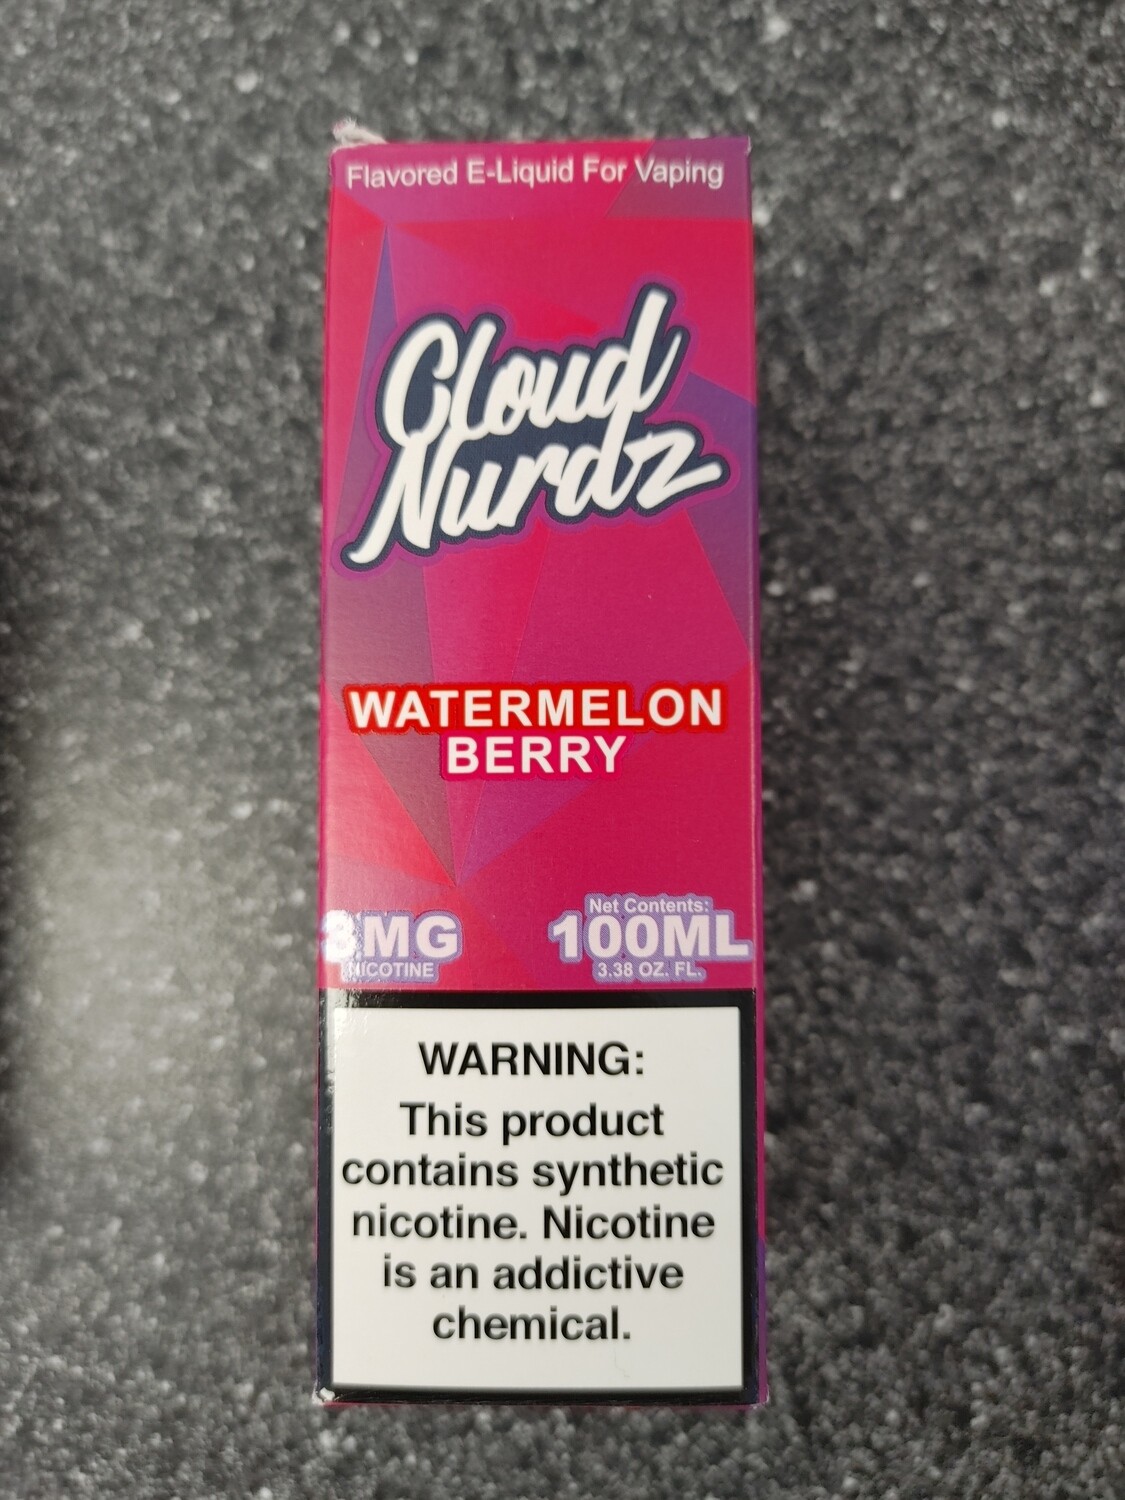 Flavored E-Liquid For Vaping
Cloud
Nurdz
WATERMELON
BERRY
3MG
NICOTINE
Net Contents:
100ML
3.38 OZ. FL.
WARNING:
This product
contains synthetic
nicotine. Nicotine
is an addictive
chemical.